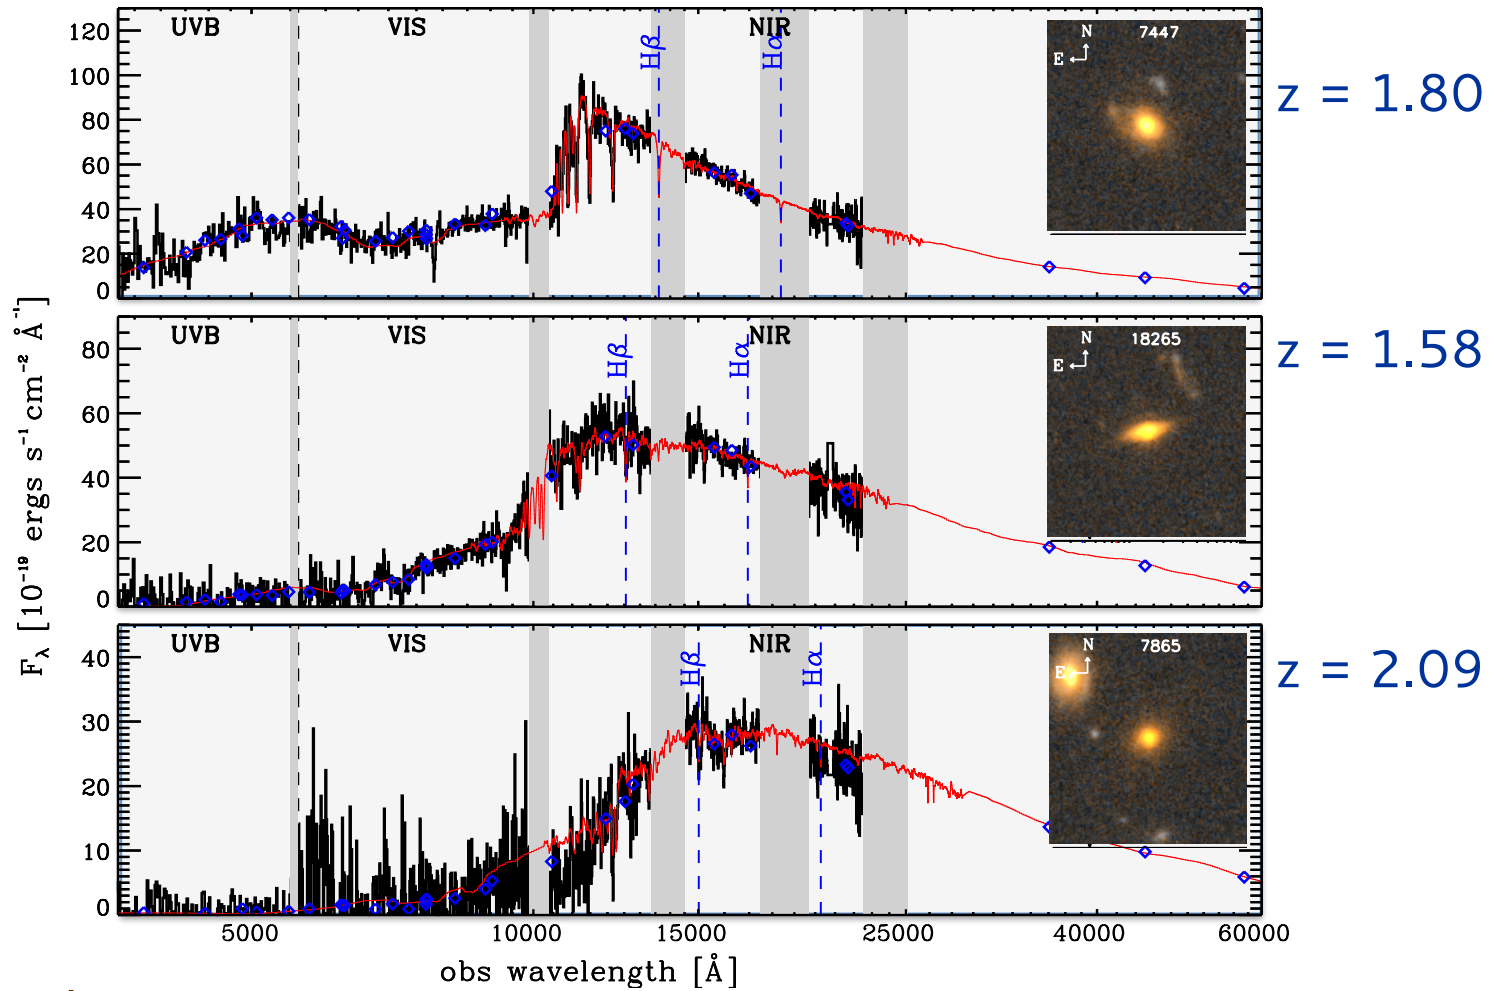 UVB VIS NIR
Hβ Hα
7447
N
E
z = 1.80
120
100
80
60
40
20
0
UVB VIS NIR
Hβ Hα
18265
N
E
z = 1.58
80
60
40
20
0
F_λ [10⁻¹⁹ ergs s⁻¹ cm⁻² Å⁻¹]
UVB VIS NIR
Hβ Hα
7865
N
E
z = 2.09
40
30
20
10
0
5000 10000 15000 25000 40000 60000
obs wavelength [Å]